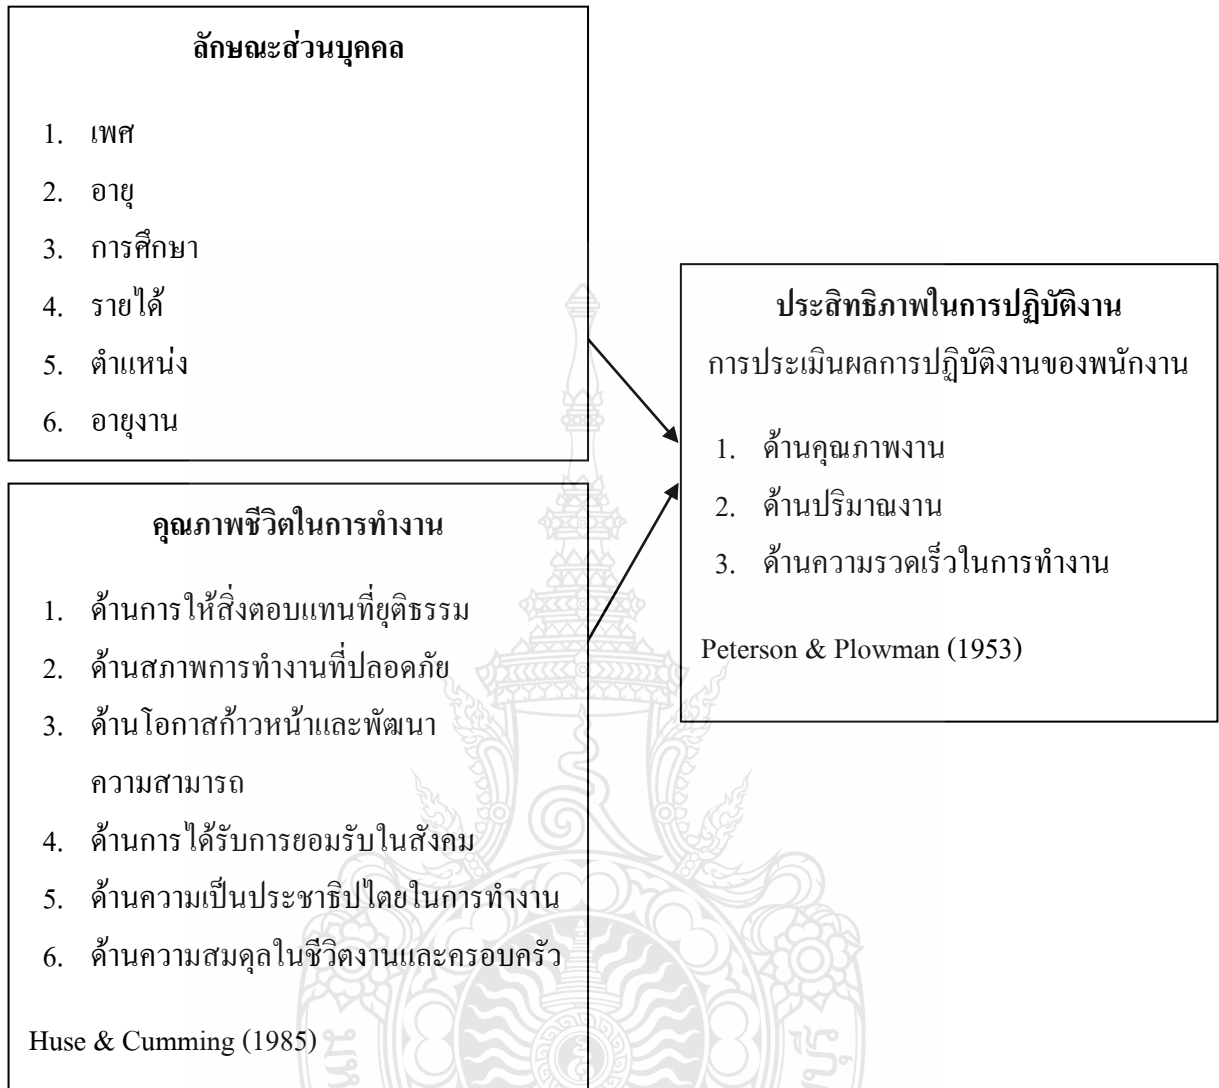 ลักษณะส่วนบุคคล
1. เพศ
2. อายุ
3. การศึกษา
4. รายได้
5. ตำแหน่ง
6. อายุงาน
คุณภาพชีวิตในการทำงาน
1. ด้านการให้สิ่งตอบแทนที่ยุติธรรม
2. ด้านสภาพการทำงานที่ปลอดภัย
3. ด้านโอกาสก้าวหน้าและพัฒนา
ความสามารถ
4. ด้านการได้รับการยอมรับในสังคม
5. ด้านความเป็นประชาธิปไตยในการทำงาน
6. ด้านความสมดุลในชีวิตงานและครอบครัว
Huse & Cumming (1985)
ประสิทธิภาพในการปฏิบัติงาน
การประเมินผลการปฏิบัติงานของพนักงาน
1. ด้านคุณภาพงาน
2. ด้านปริมาณงาน
3. ด้านความรวดเร็วในการทำงาน
Peterson & Plowman (1953)